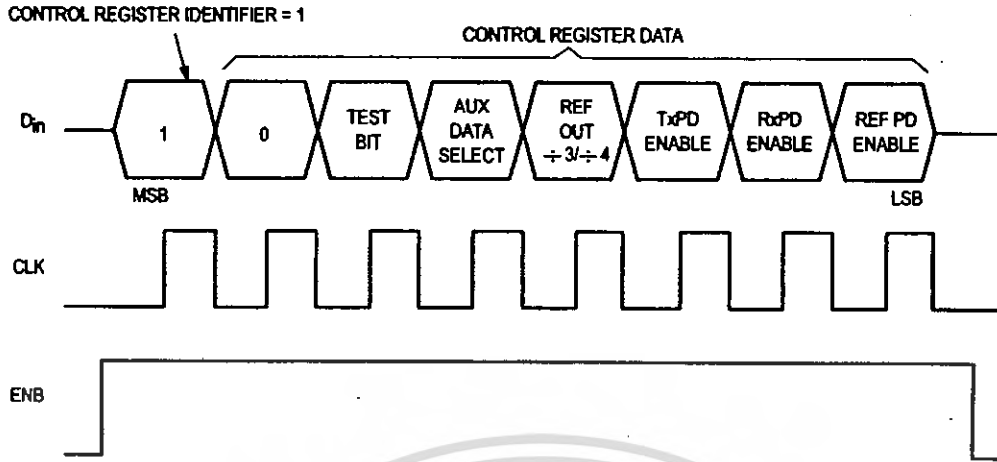 CONTROL REGISTER IDENTIFIER = 1
CONTROL REGISTER DATA
Din
1
0
TEST
BIT
AUX
DATA
SELECT
REF
OUT
÷ 3/÷ 4
TxPD
ENABLE
RxPD
ENABLE
REF PD
ENABLE
MSB
LSB
CLK
ENB